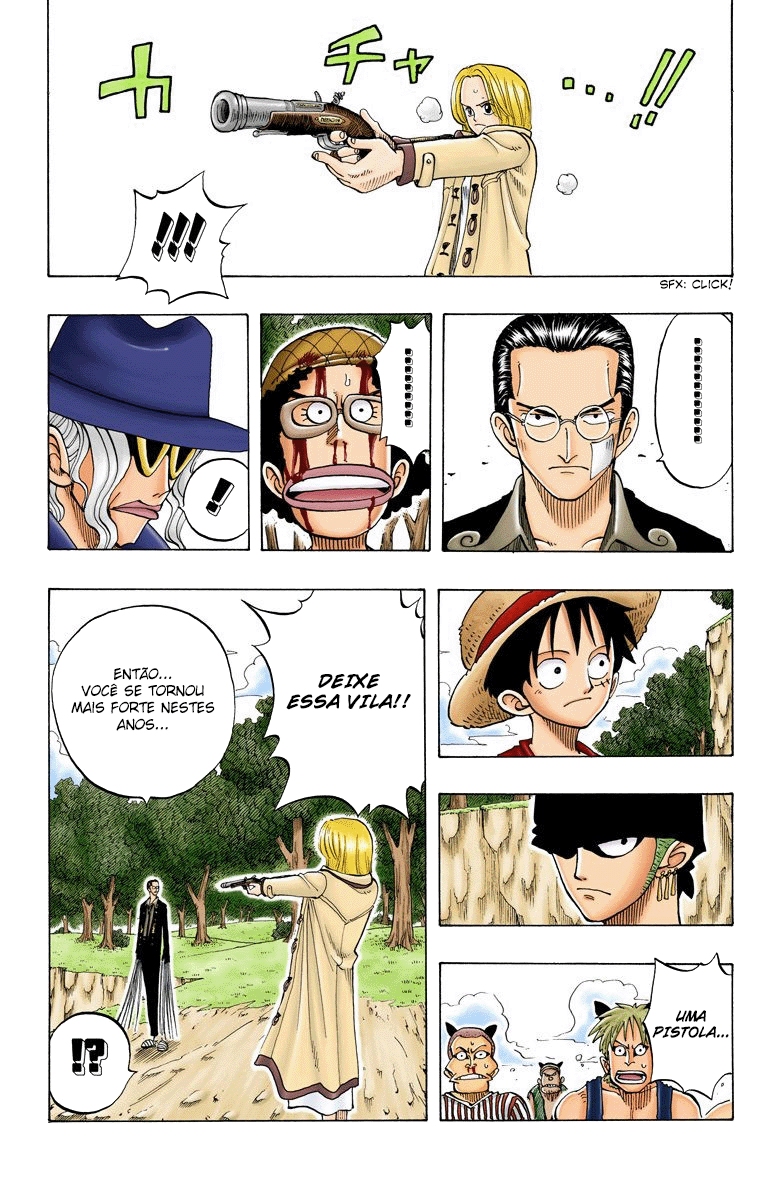 カチャ...!!
!!!
SFX: CLICK!
..........
..........
!
DEIXE
ESSA VILA!!
ENTÃO...
VOCÊ SE TORNOU
MAIS FORTE NESTES
ANOS...
!?
UMA
PISTOLA...